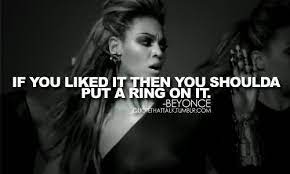 IF YOU LIKED IT THEN YOU SHOULDA
PUT A RING ON IT.
-BEYONCE